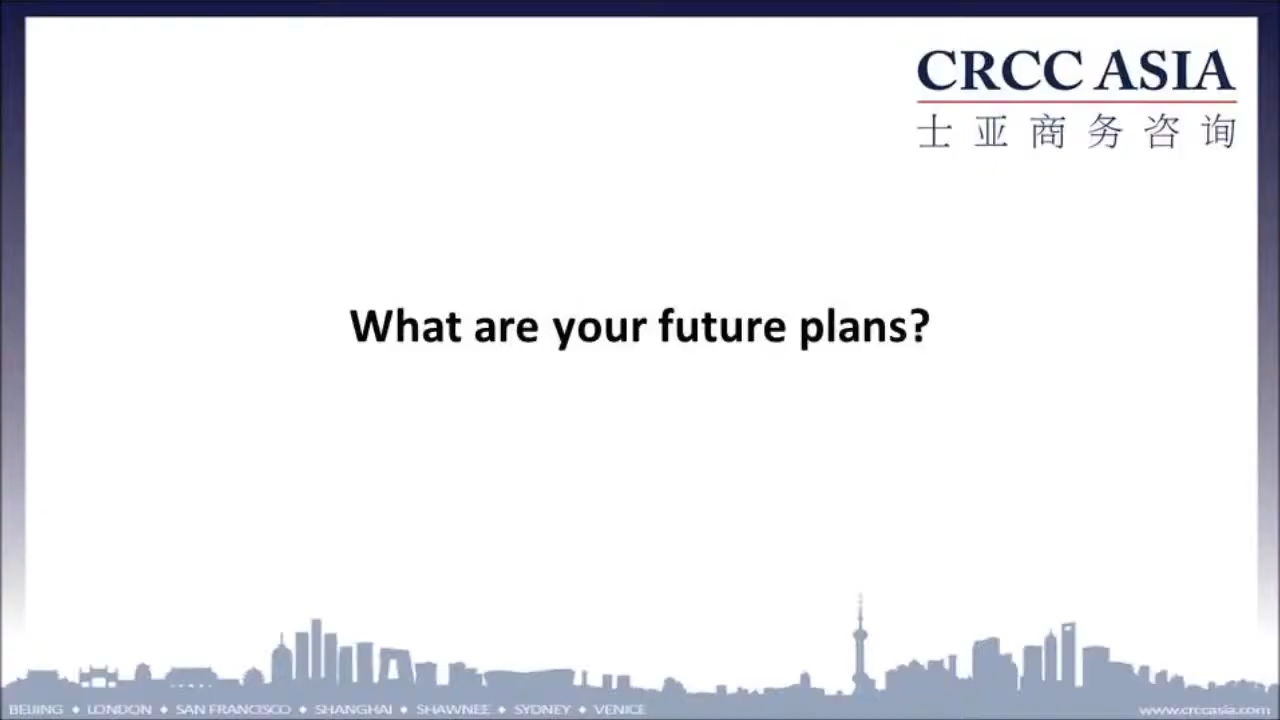 CRCC ASIA
士亚商务咨询
What are your future plans?
BEIJING ♦ LONDON ♦ SAN FRANCISCO ♦ SHANGHAI ♦ SHAWNEE ♦ SYDNEY ♦ VENICE
www.crccasia.com